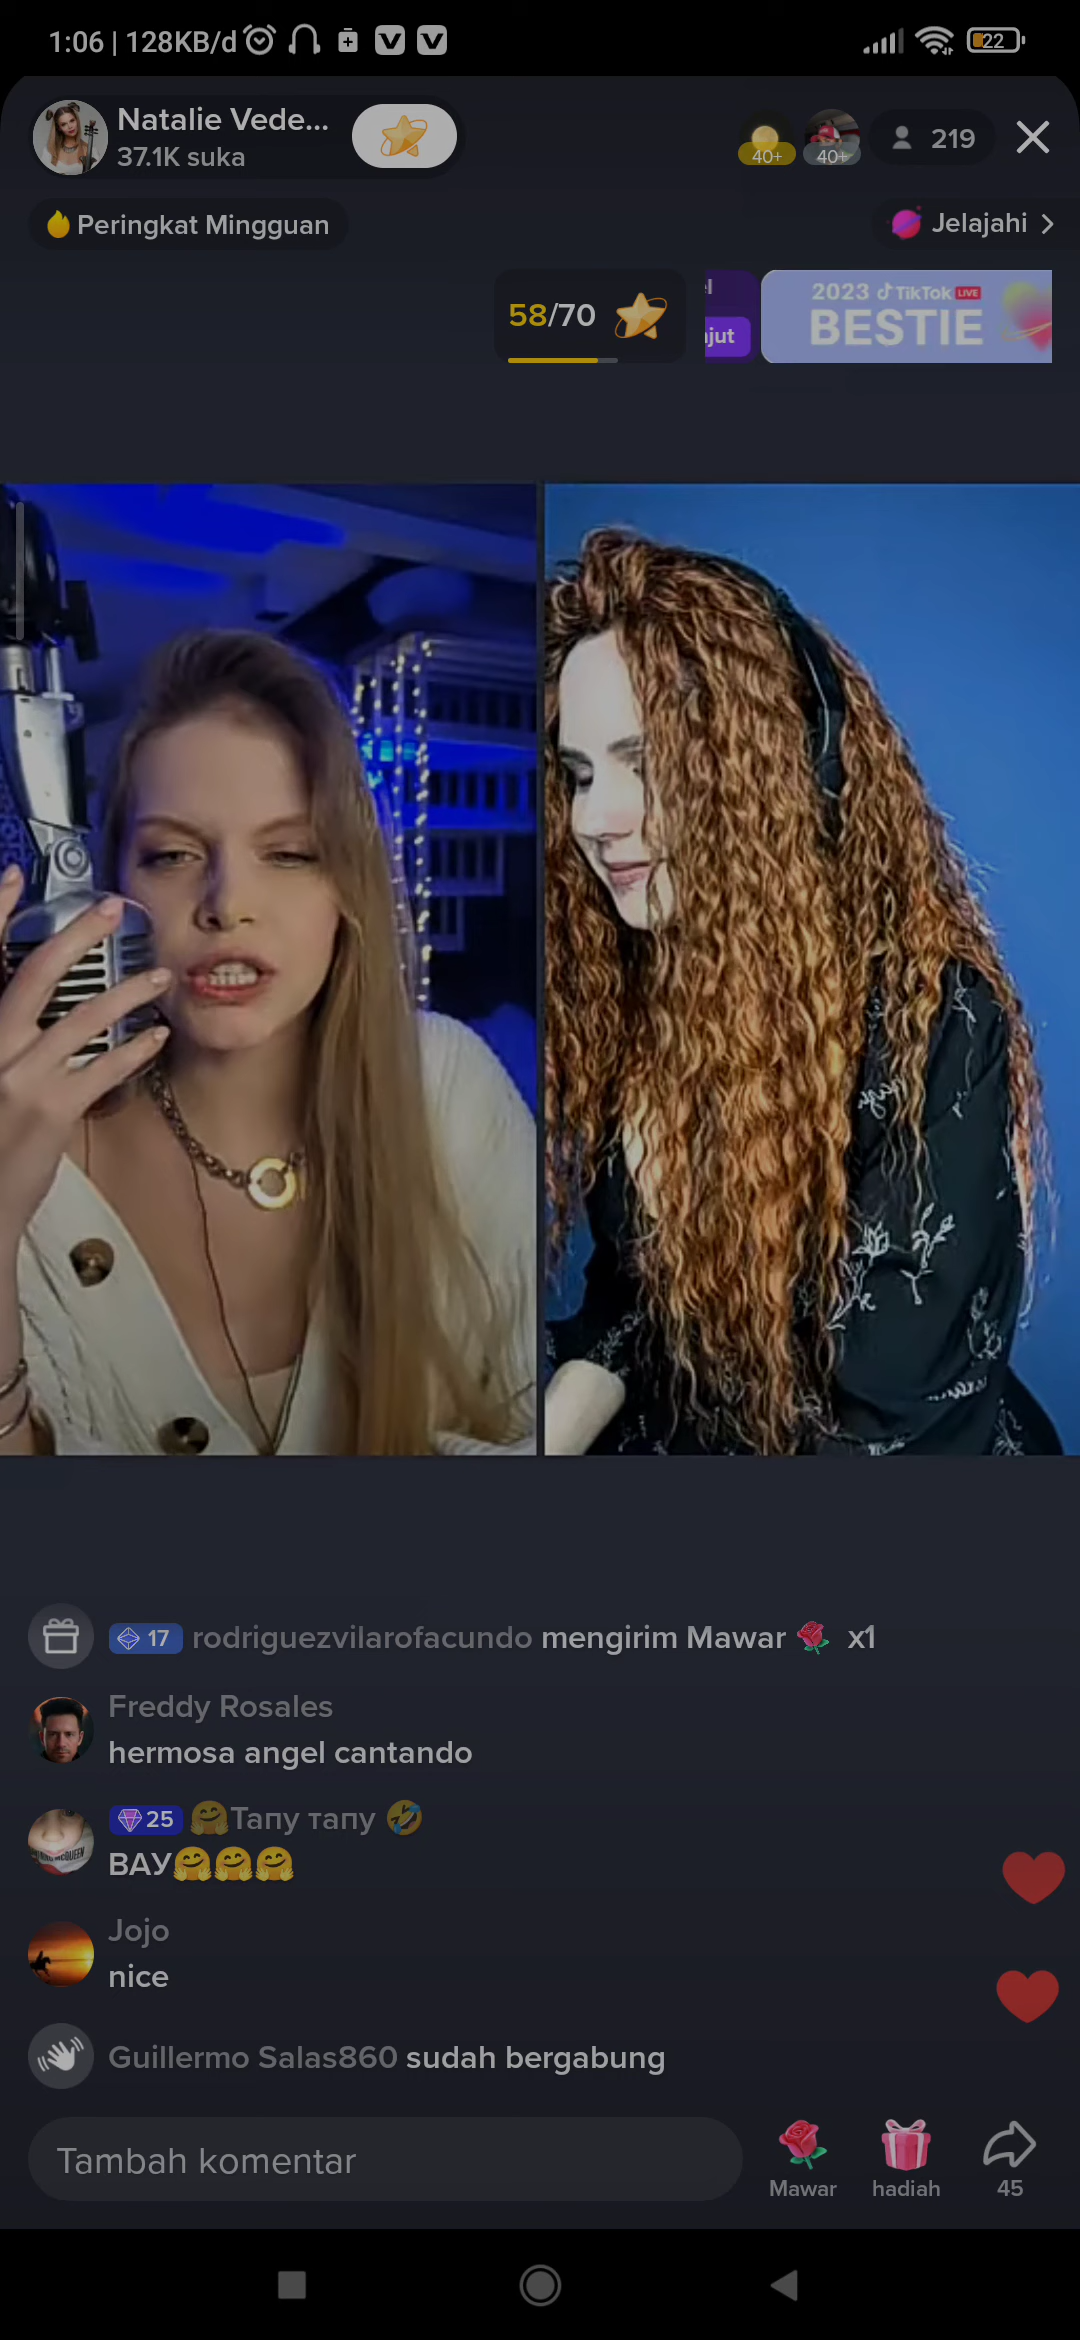 1:06 | 128KB/d
22
Natalie Vede...
37.1K suka
40+
40+
219
Peringkat Mingguan
Jelajahi
58/70
el
jut
2023 TikTok LIVE
BESTIE
17 rodriguezvilarofacundo mengirim Mawar 🌹 x1
Freddy Rosales
hermosa angel cantando
25 🤗Тапу тапу 🤣
ВАУ🤗🤗🤗
Jojo
nice
Guillermo Salas860 sudah bergabung
Tambah komentar
Mawar
hadiah
45